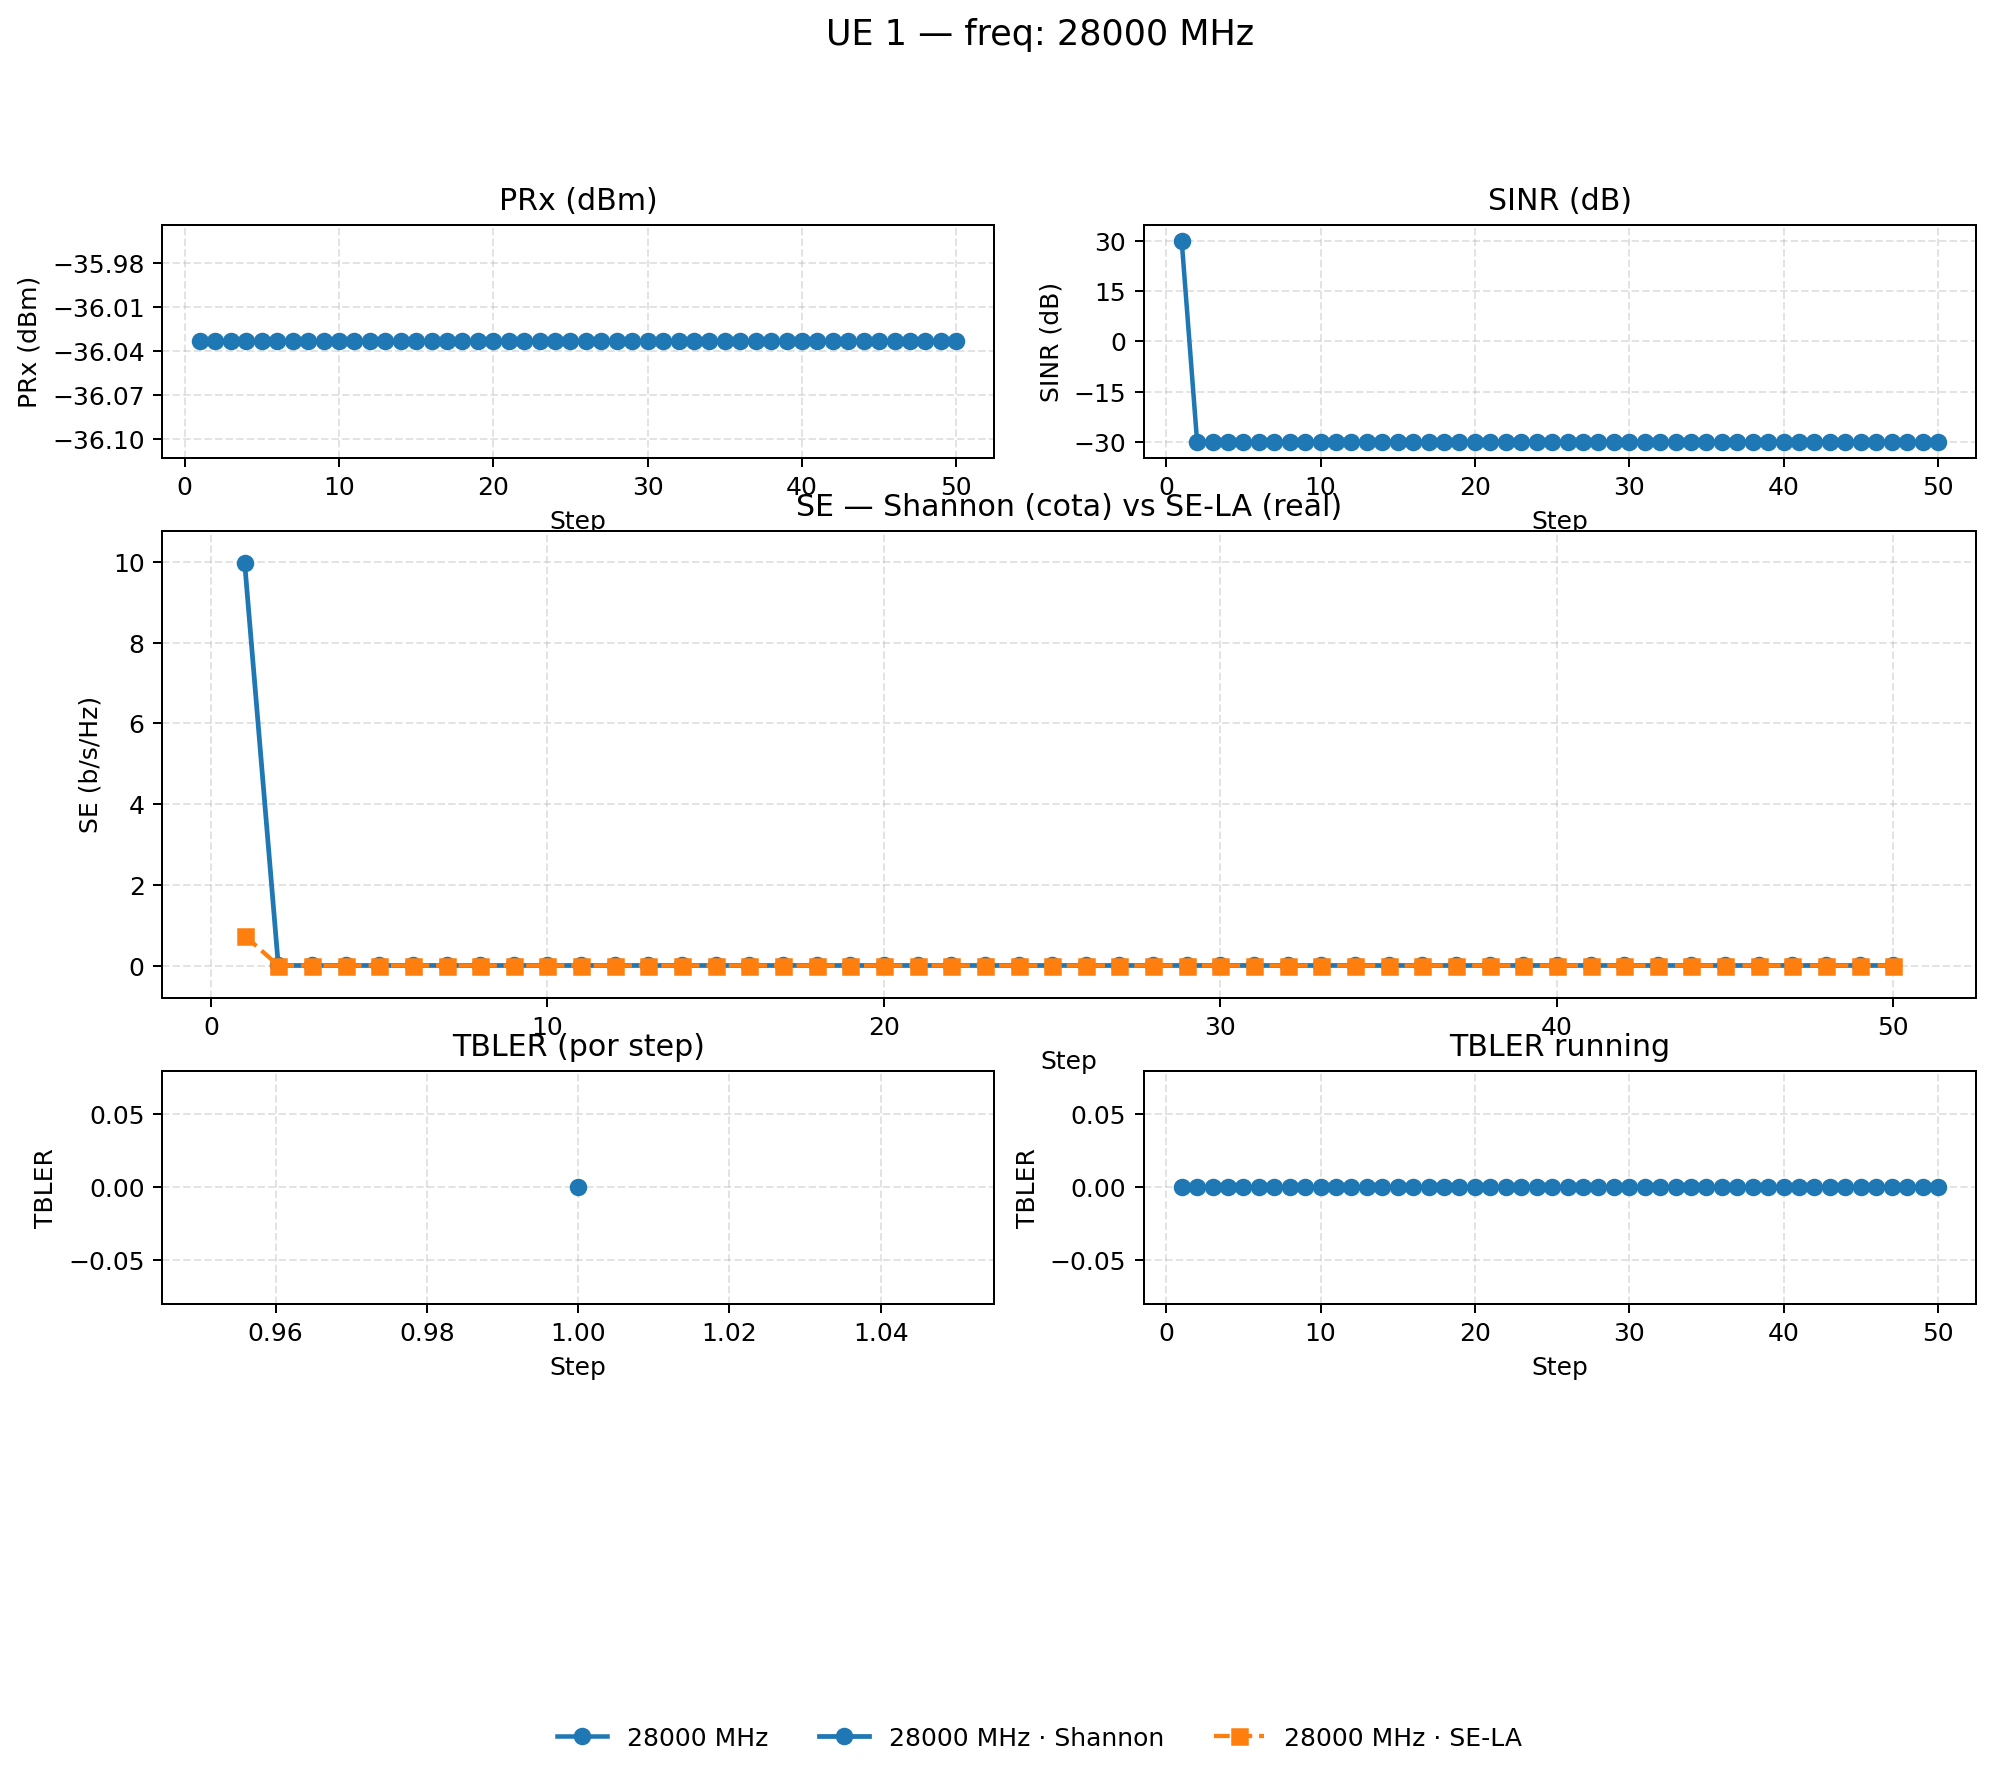 UE 1 — freq: 28000 MHz
PRx (dBm)
PRx (dBm)
−35.98
−36.01
−36.04
−36.07
−36.10
0 10 20 30 40 50
Step
SINR (dB)
SINR (dB)
30
15
0
−15
−30
0 10 20 30 40 50
Step
SE — Shannon (cota) vs SE-LA (real)
SE (b/s/Hz)
10
8
6
4
2
0
0 10 20 30 40 50
Step
TBLER (por step)
TBLER
0.05
0.00
−0.05
0.96 0.98 1.00 1.02 1.04
Step
TBLER running
TBLER
0.05
0.00
−0.05
0 10 20 30 40 50
Step
28000 MHz 28000 MHz · Shannon 28000 MHz · SE-LA